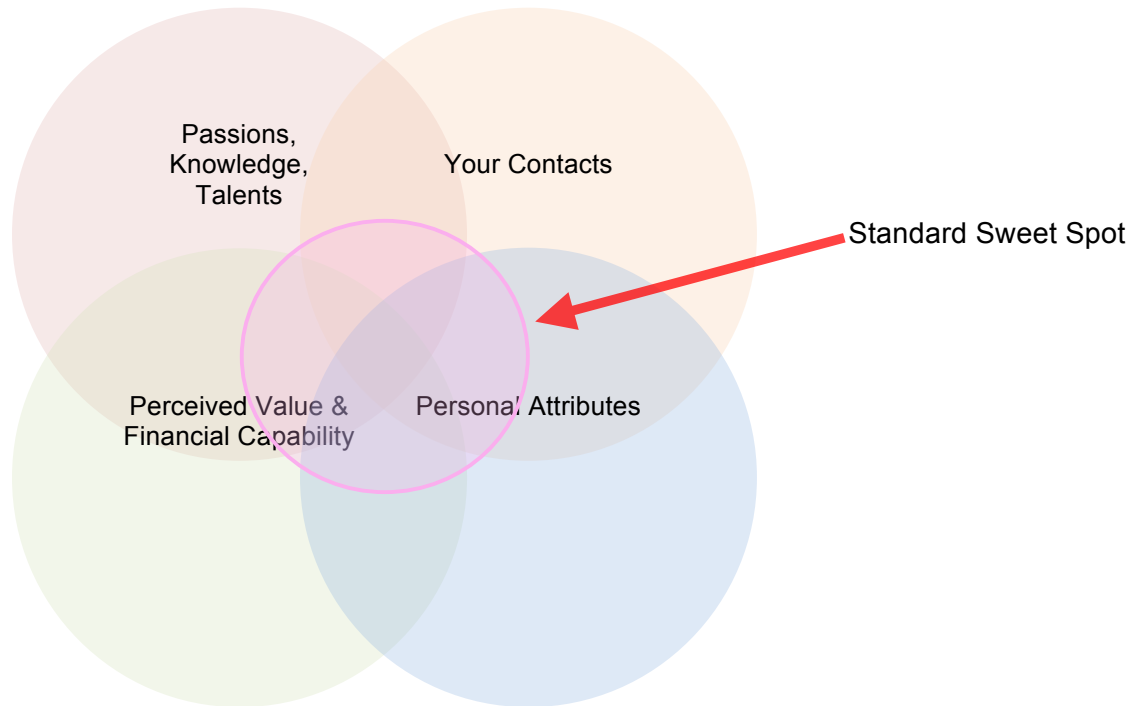 Passions,
Knowledge,
Talents
Your Contacts
Standard Sweet Spot
Perceived Value &
Financial Capability
Personal Attributes